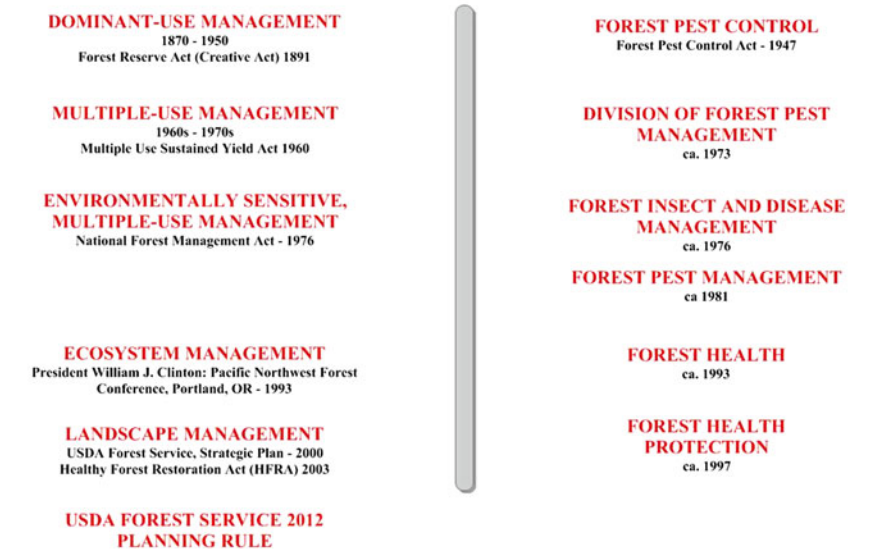 DOMINANT-USE MANAGEMENT
1870 - 1950
Forest Reserve Act (Creative Act) 1891
MULTIPLE-USE MANAGEMENT
1960s - 1970s
Multiple Use Sustained Yield Act 1960
ENVIRONMENTALLY SENSITIVE,
MULTIPLE-USE MANAGEMENT
National Forest Management Act - 1976
ECOSYSTEM MANAGEMENT
President William J. Clinton: Pacific Northwest Forest
Conference, Portland, OR - 1993
LANDSCAPE MANAGEMENT
USDA Forest Service, Strategic Plan - 2000
Healthy Forest Restoration Act (HFRA) 2003
USDA FOREST SERVICE 2012
PLANNING RULE
FOREST PEST CONTROL
Forest Pest Control Act - 1947
DIVISION OF FOREST PEST
MANAGEMENT
ca. 1973
FOREST INSECT AND DISEASE
MANAGEMENT
ca. 1976
FOREST PEST MANAGEMENT
ca 1981
FOREST HEALTH
ca. 1993
FOREST HEALTH
PROTECTION
ca. 1997